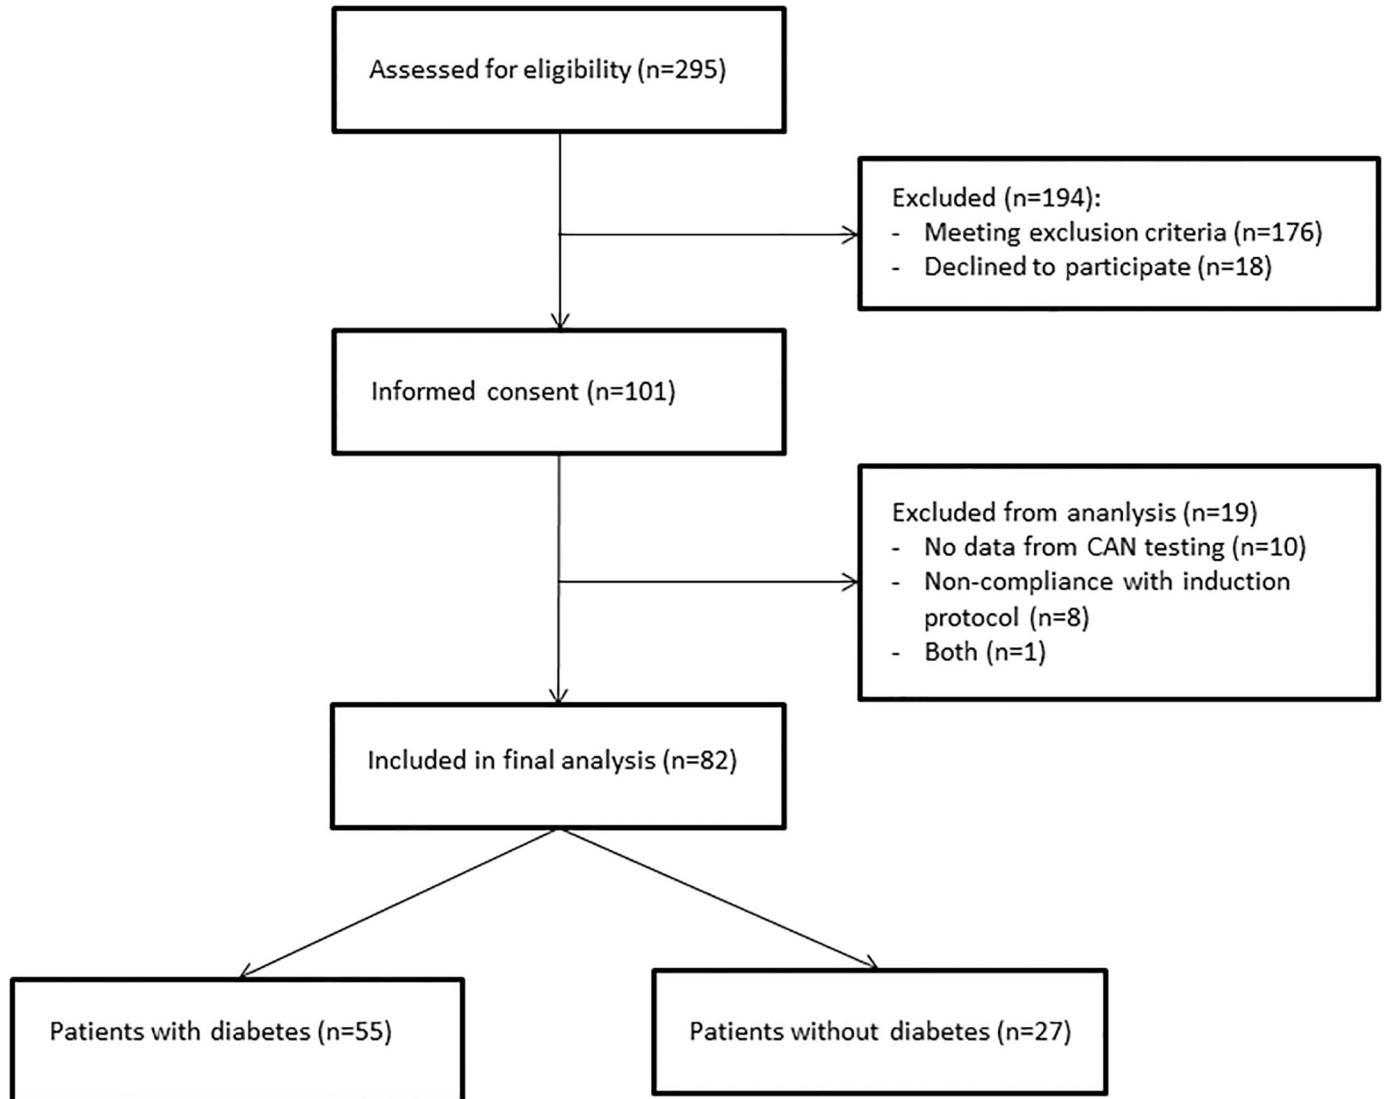 Assessed for eligibility (n=295)
Excluded (n=194):
- Meeting exclusion criteria (n=176)
- Declined to participate (n=18)
Informed consent (n=101)
Excluded from ananlysis (n=19)
- No data from CAN testing (n=10)
- Non-compliance with induction
protocol (n=8)
- Both (n=1)
Included in final analysis (n=82)
Patients with diabetes (n=55)
Patients without diabetes (n=27)